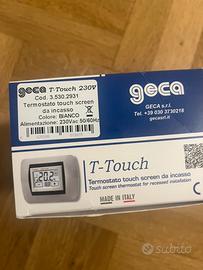 geca T-Touch 230V
Cod. 3.530.2931
Termostato touch screen
da incasso
Colore: BIANCO
Alimentazione: 230Vac 50/60Hz
geca
GECA s.r.l.
Tel. +39 030 3730218
gecasrl.it
T-Touch
Termostato touch screen da incasso
Touch screen thermostat for recessed installation
MADE IN ITALY
subito